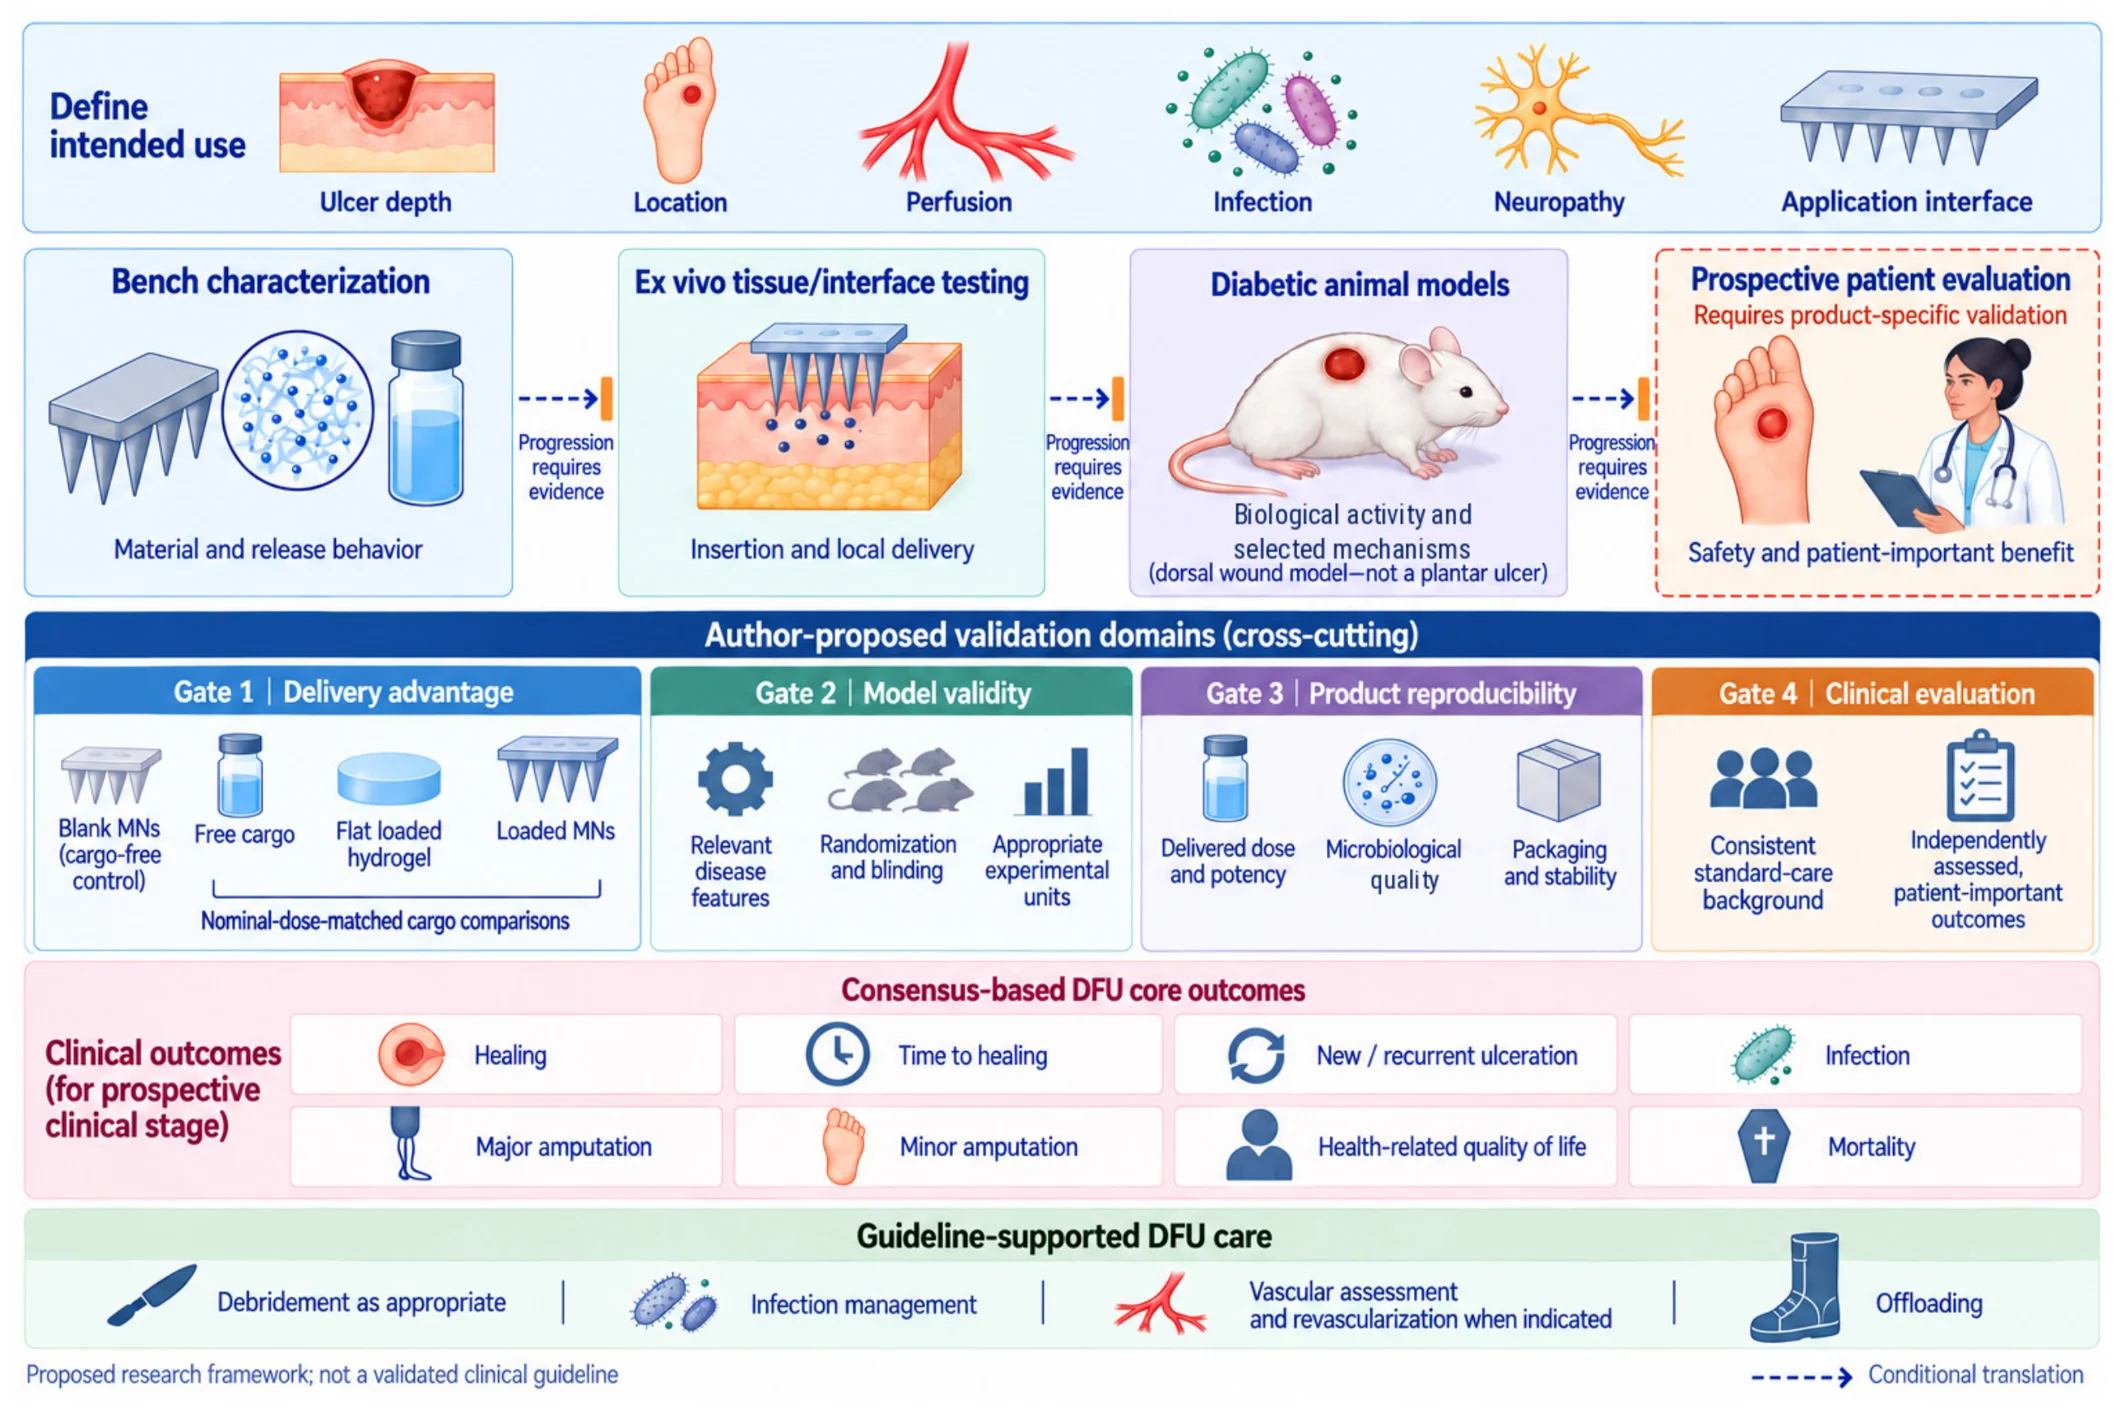 Define
intended use
Ulcer depth
Location
Perfusion
Infection
Neuropathy
Application interface
Bench characterization
Material and release behavior
Progression
requires
evidence
Ex vivo tissue/interface testing
Insertion and local delivery
Progression
requires
evidence
Diabetic animal models
Biological activity and
selected mechanisms
(dorsal wound model—not a plantar ulcer)
Progression
requires
evidence
Prospective patient evaluation
Requires product-specific validation
Safety and patient-important benefit
Author-proposed validation domains (cross-cutting)
Gate 1 | Delivery advantage
Blank MNs
(cargo-free
control)
Free cargo
Flat loaded
hydrogel
Loaded MNs
Nominal-dose-matched cargo comparisons
Gate 2 | Model validity
Relevant
disease
features
Randomization
and blinding
Appropriate
experimental
units
Gate 3 | Product reproducibility
Delivered dose
and potency
Microbiological
quality
Packaging
and stability
Gate 4 | Clinical evaluation
Consistent
standard-care
background
Independently
assessed,
patient-important
outcomes
Consensus-based DFU core outcomes
Clinical outcomes
(for prospective
clinical stage)
Healing
Time to healing
New / recurrent ulceration
Infection
Major amputation
Minor amputation
Health-related quality of life
Mortality
Guideline-supported DFU care
Debridement as appropriate
Infection management
Vascular assessment
and revascularization when indicated
Offloading
Proposed research framework; not a validated clinical guideline
Conditional translation